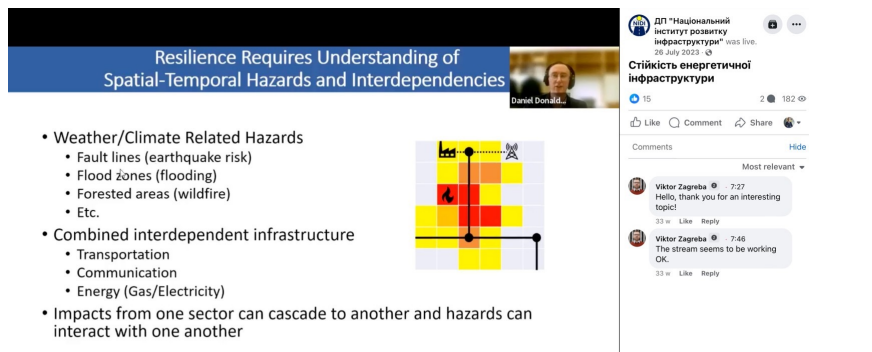 Resilience Requires Understanding of
Spatial-Temporal Hazards and Interdependencies
Daniel Donald...
• Weather/Climate Related Hazards
• Fault lines (earthquake risk)
• Flood zones (flooding)
• Forested areas (wildfire)
• Etc.
• Combined interdependent infrastructure
• Transportation
• Communication
• Energy (Gas/Electricity)
• Impacts from one sector can cascade to another and hazards can
interact with one another
NIDI
ДП "Національний
інститут розвитку
інфраструктури" was live.
26 July 2023 ·
Стійкість енергетичної
інфраструктури
15
2 182
Like Comment Share
Comments Hide
Most relevant
Viktor Zagreba · 7:27
Hello, thank you for an interesting
topic!
33 w Like Reply
Viktor Zagreba · 7:46
The stream seems to be working
OK.
33 w Like Reply